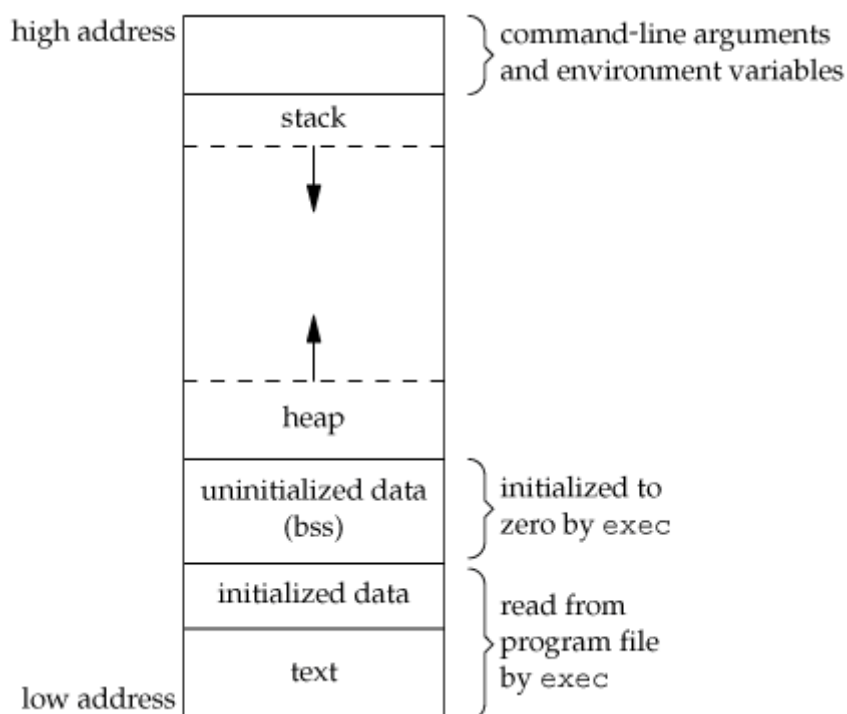 high address
command-line arguments
and environment variables
stack
heap
uninitialized data
(bss)
initialized to
zero by exec
initialized data
read from
program file
by exec
text
low address